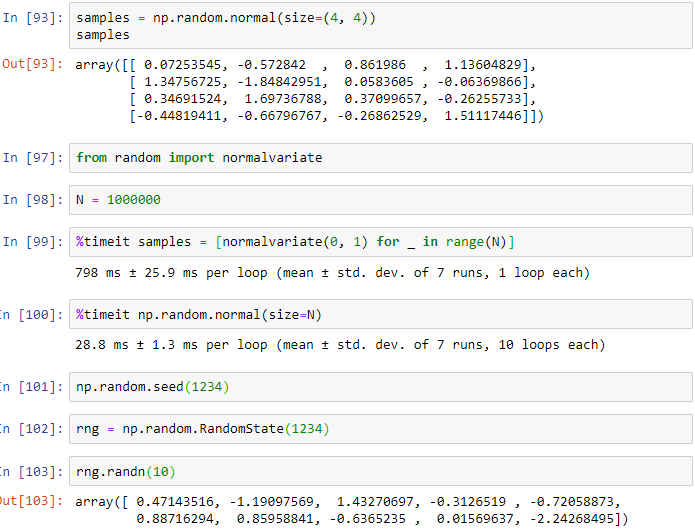 In [93]: samples = np.random.normal(size=(4, 4))
samples
Out[93]: array([[ 0.07253545, -0.572842  ,  0.861986  ,  1.13604829],
[ 1.34756725, -1.84842951,  0.0583605 , -0.06369866],
[ 0.34691524,  1.69736788,  0.37099657, -0.26255733],
[-0.44819411, -0.66796767, -0.26862529,  1.51117446]])
In [97]: from random import normalvariate
In [98]: N = 1000000
In [99]: %timeit samples = [normalvariate(0, 1) for _ in range(N)]
798 ms ± 25.9 ms per loop (mean ± std. dev. of 7 runs, 1 loop each)
n [100]: %timeit np.random.normal(size=N)
28.8 ms ± 1.3 ms per loop (mean ± std. dev. of 7 runs, 10 loops each)
n [101]: np.random.seed(1234)
n [102]: rng = np.random.RandomState(1234)
n [103]: rng.randn(10)
ut[103]: array([ 0.47143516, -1.19097569,  1.43270697, -0.3126519 , -0.72058873,
0.88716294,  0.85958841, -0.6365235 ,  0.01569637, -2.24268495])